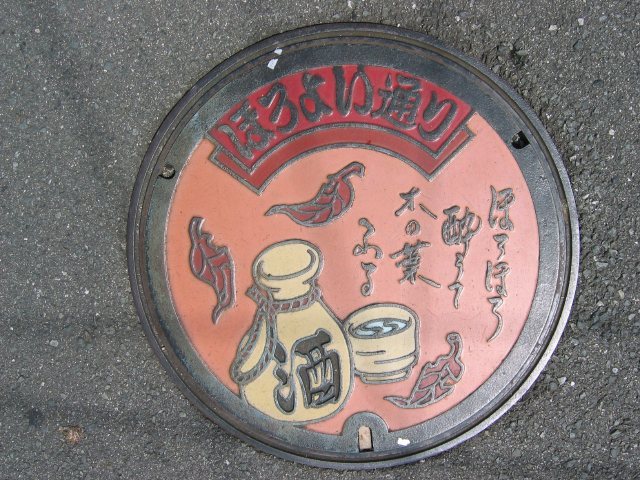 ほろよい通り
ほろほろ
酔うて
木の葉
ふる
酒